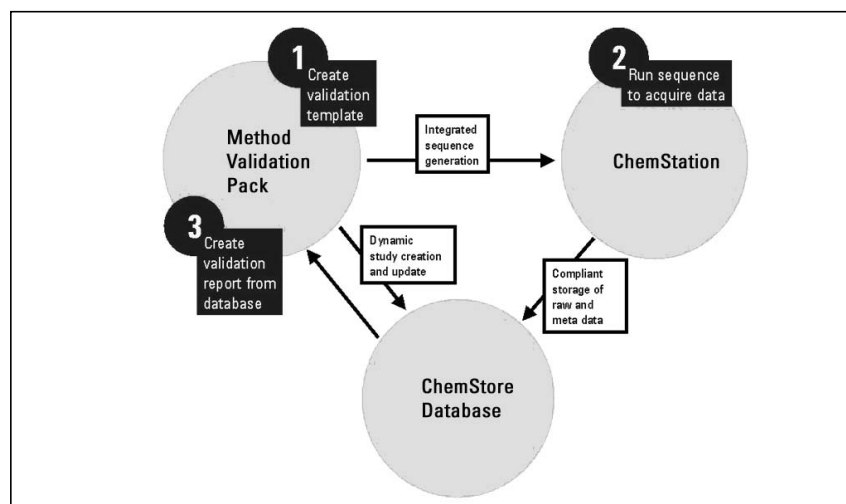 1
Create
validation
template
Method
Validation
Pack
3
Create
validation
report from
database
Integrated
sequence
generation
2
Run sequence
to acquire data
ChemStation
Dynamic
study creation
and update
Compliant
storage of
raw and
meta data
ChemStore
Database